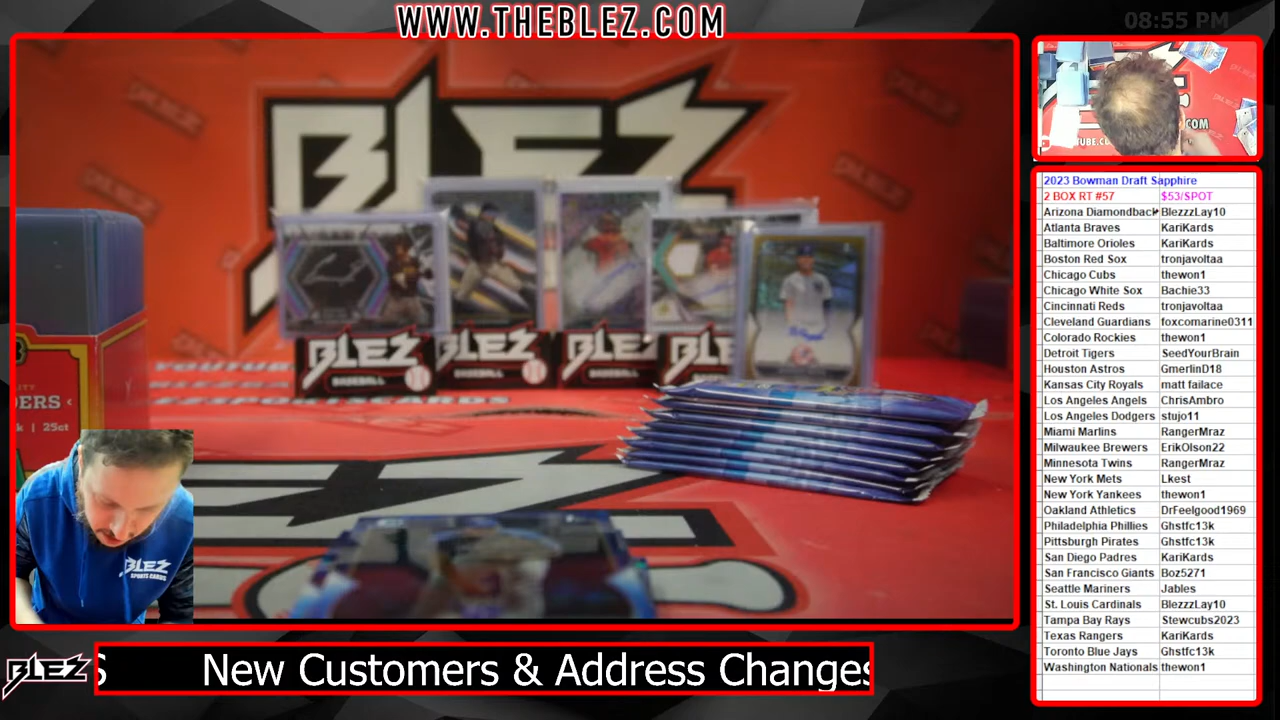 WWW.THEBLEZ.COM
08:55 PM
BLEZ
BLEZ
BASEBALL
BLEZ
BASEBALL
BLEZ
BASEBALL
BLE
ERS
25ct
BLEZ
SPORTS CARDS
2023 Bowman Draft Sapphire
2 BOX RT #57 $53/SPOT
Arizona Diamondback BlezzzLay10
Atlanta Braves KariKards
Baltimore Orioles KariKards
Boston Red Sox tronjavoltaa
Chicago Cubs thewon1
Chicago White Sox Bachie33
Cincinnati Reds tronjavoltaa
Cleveland Guardians foxcomarine0311
Colorado Rockies thewon1
Detroit Tigers SeedYourBrain
Houston Astros GmerlinD18
Kansas City Royals matt failace
Los Angeles Angels ChrisAmbro
Los Angeles Dodgers stujo11
Miami Marlins RangerMraz
Milwaukee Brewers ErikOlson22
Minnesota Twins RangerMraz
New York Mets Lkest
New York Yankees thewon1
Oakland Athletics DrFeelgood1969
Philadelphia Phillies Ghstfc13k
Pittsburgh Pirates Ghstfc13k
San Diego Padres KariKards
San Francisco Giants Boz5271
Seattle Mariners Jables
St. Louis Cardinals BlezzzLay10
Tampa Bay Rays Stewcubs2023
Texas Rangers KariKards
Toronto Blue Jays Ghstfc13k
Washington Nationals thewon1
BLEZ
S New Customers & Address Changes